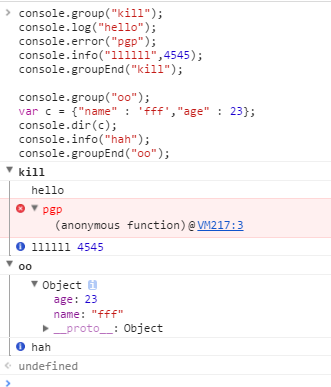 console.group("kill");
console.log("hello");
console.error("pgp");
console.info("llllll",4545);
console.groupEnd("kill");
console.group("oo");
var c = {"name" : 'fff',"age" : 23};
console.dir(c);
console.info("hah");
console.groupEnd("oo");
kill
hello
pgp
(anonymous function) @ VM217:3
llllll 4545
oo
Object
age: 23
name: "fff"
__proto__: Object
hah
undefined